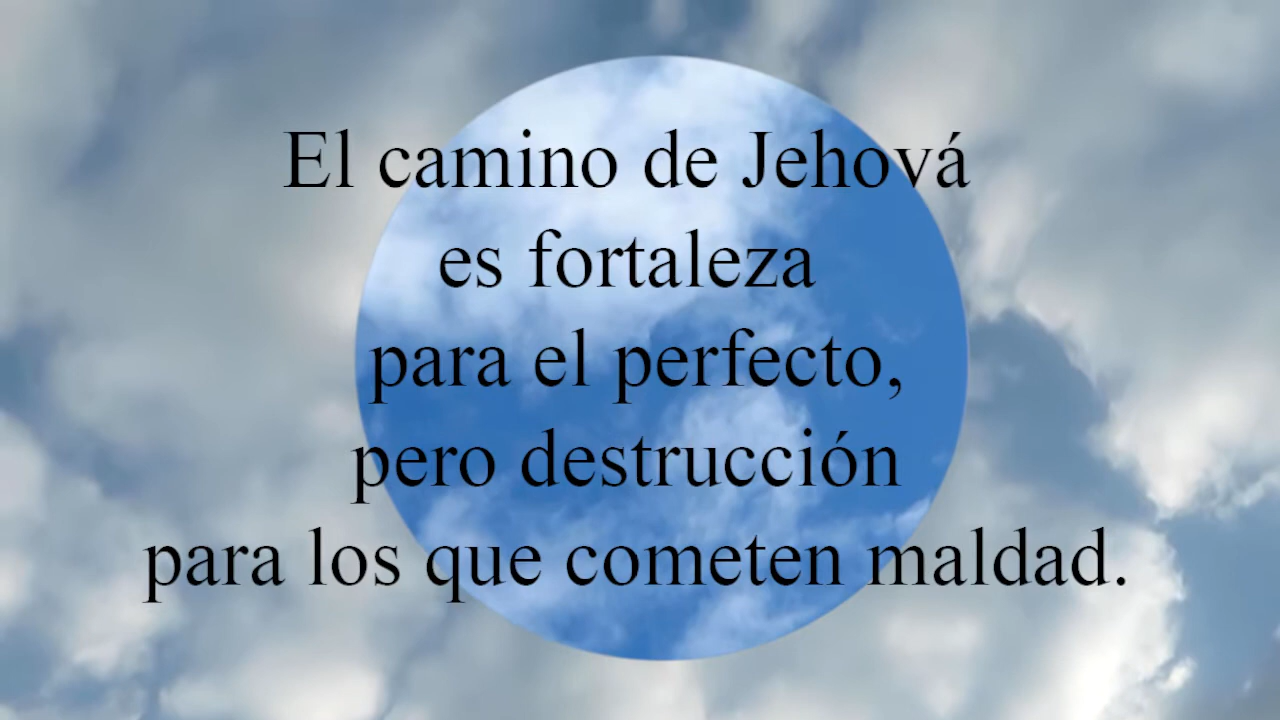 El camino de Jehová
es fortaleza
para el perfecto,
pero destrucción
para los que cometen maldad.